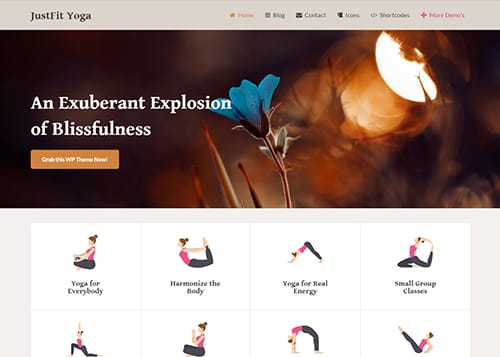 JustFit Yoga
Home Blog Contact Icons Shortcodes More Demo's
An Exuberant Explosion
of Blissfulness
Grab this WP Theme Now!
Yoga for
Everybody
Harmonize the
Body
Yoga for Real
Energy
Small Group
Classes